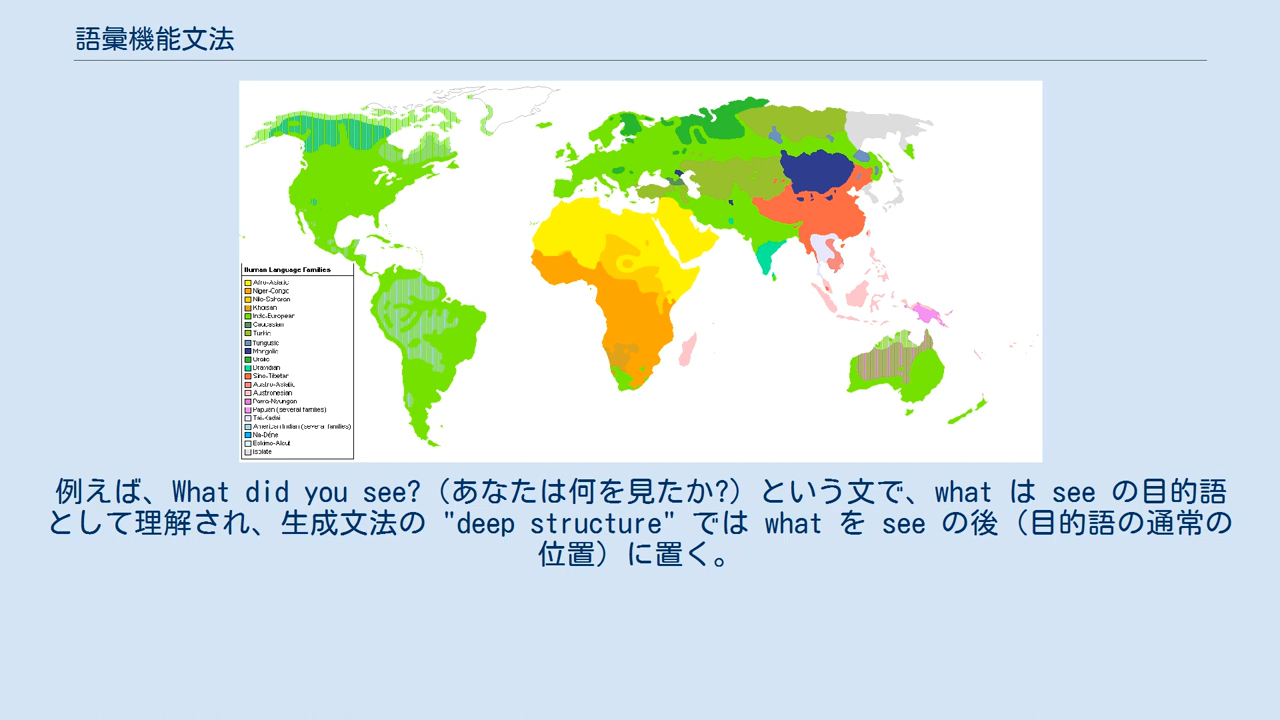 語彙機能文法
Human Language Families
Afro-Asiatic
Niger-Congo
Nilo-Saharan
Khoisan
Indo-European
Caucasian
Turkic
Tungusic
Mongolic
Uralic
Dravidian
Sino-Tibetan
Austro-Asiatic
Austronesian
Pama-Nyungan
Papuan (several families)
Tai-Kadai
American Indian (several families)
Na-Dene
Eskimo-Aleut
Isolate
例えば、What did you see?（あなたは何を見たか?）という文で、what は see の目的語
として理解され、生成文法の "deep structure" では what を see の後（目的語の通常の
位置）に置く。